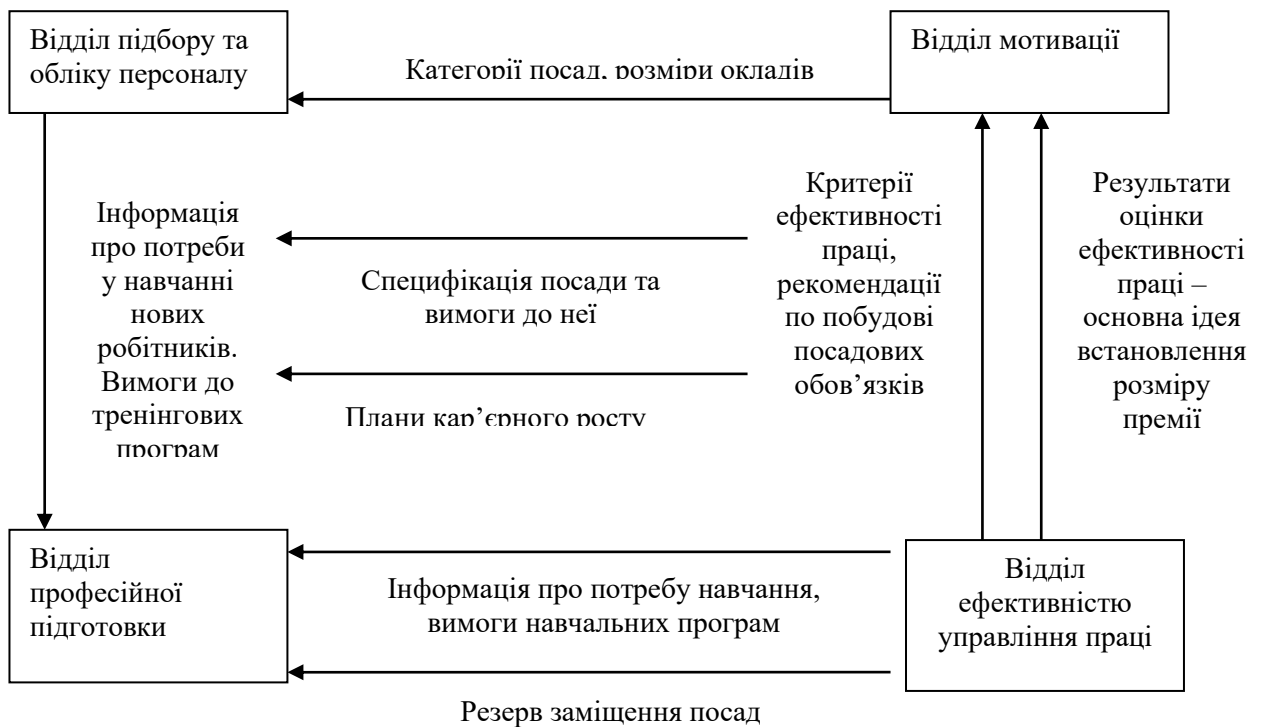 Відділ підбору та
обліку персоналу
Відділ мотивації
Категорії посад, розміри окладів
Інформація
про потреби
у навчанні
нових
робітників.
Вимоги до
тренінгових
програм
Специфікація посади та
вимоги до неї
Плани кар’єрного росту
Критерії
ефективності
праці,
рекомендації
по побудові
посадових
обов’язків
Результати
оцінки
ефективності
праці –
основна ідея
встановлення
розміру
премії
Відділ
професійної
підготовки
Інформація про потребу навчання,
вимоги навчальних програм
Резерв заміщення посад
Відділ
ефективністю
управління праці